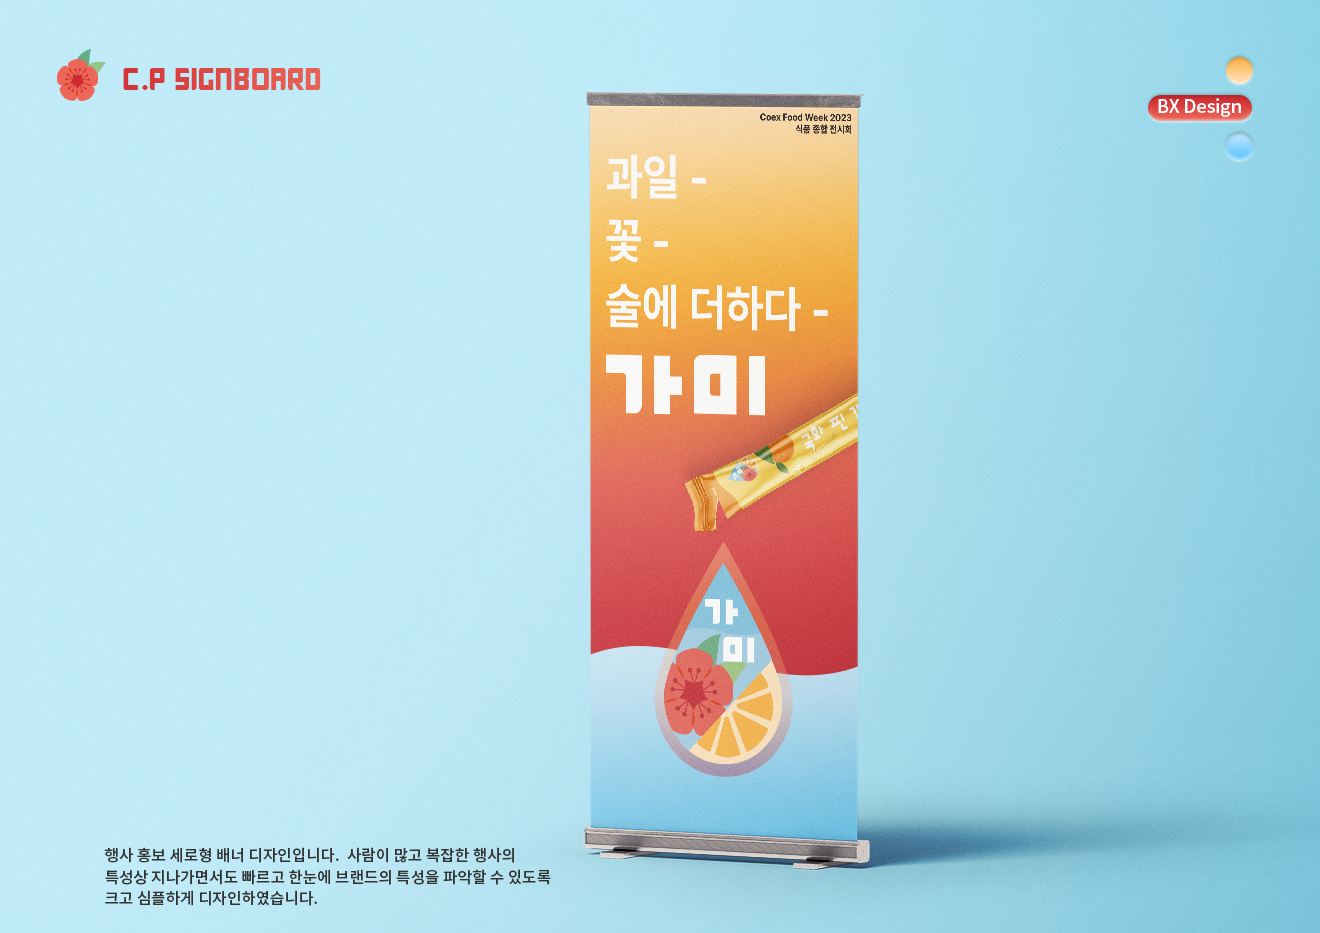 C.P SIGNBOARD
BX Design
Coex Food Week 2023
식품 종합 전시회
과일 -
꽃 -
술에 더하다 -
가미
국화 핀
가
미
행사 홍보 세로형 배너 디자인입니다. 사람이 많고 복잡한 행사의
특성상 지나가면서도 빠르고 한눈에 브랜드의 특성을 파악할 수 있도록
크고 심플하게 디자인하였습니다.